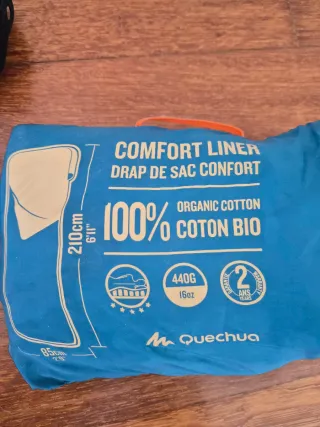 COMFORT LINER
DRAP DE SAC CONFORT
100%
ORGANIC COTTON
COTON BIO
210cm
6'11"
85cm
440G
16oz
2
ANS
YEARS
Quechua